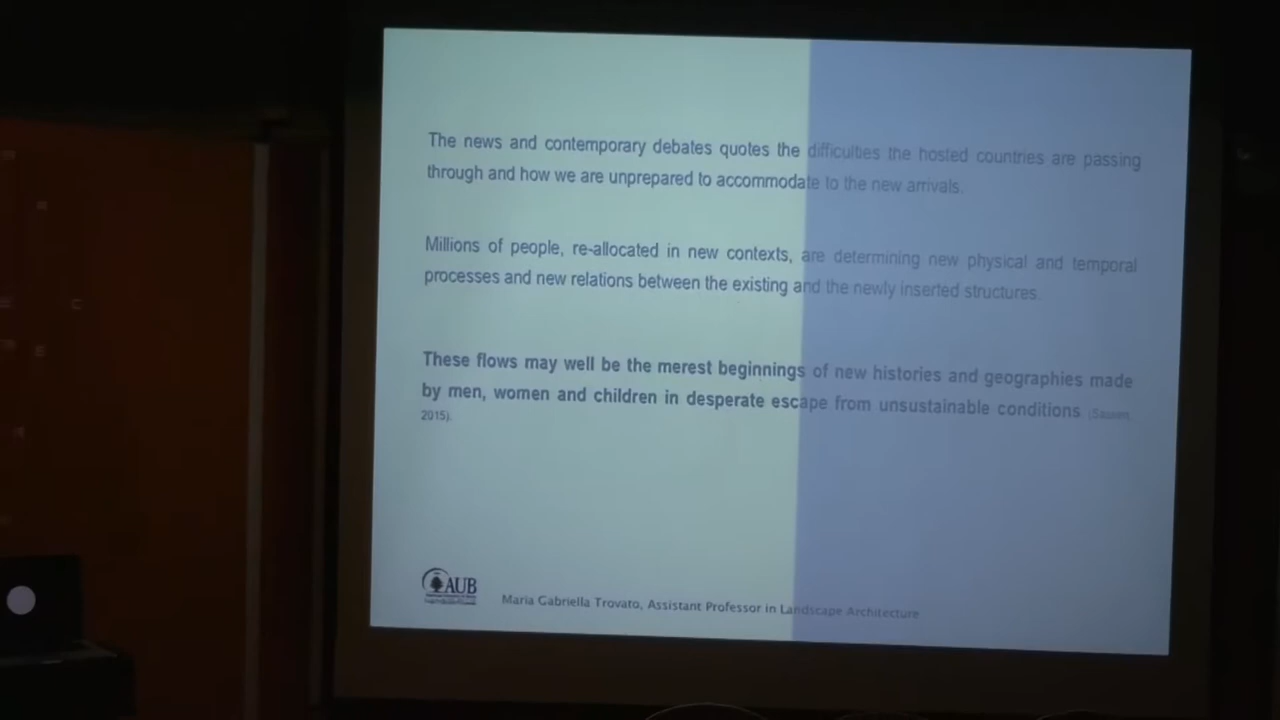 The news and contemporary debates quotes the difficulties the hosted countries are passing
through and how we are unprepared to accommodate to the new arrivals.
Millions of people, re-allocated in new contexts, are determining new physical and temporal
processes and new relations between the existing and the newly inserted structures.
These flows may well be the merest beginnings of new histories and geographies made
by men, women and children in desperate escape from unsustainable conditions (Sassen,
2015).
AUB
Maria Gabriella Trovato, Assistant Professor in Landscape Architecture